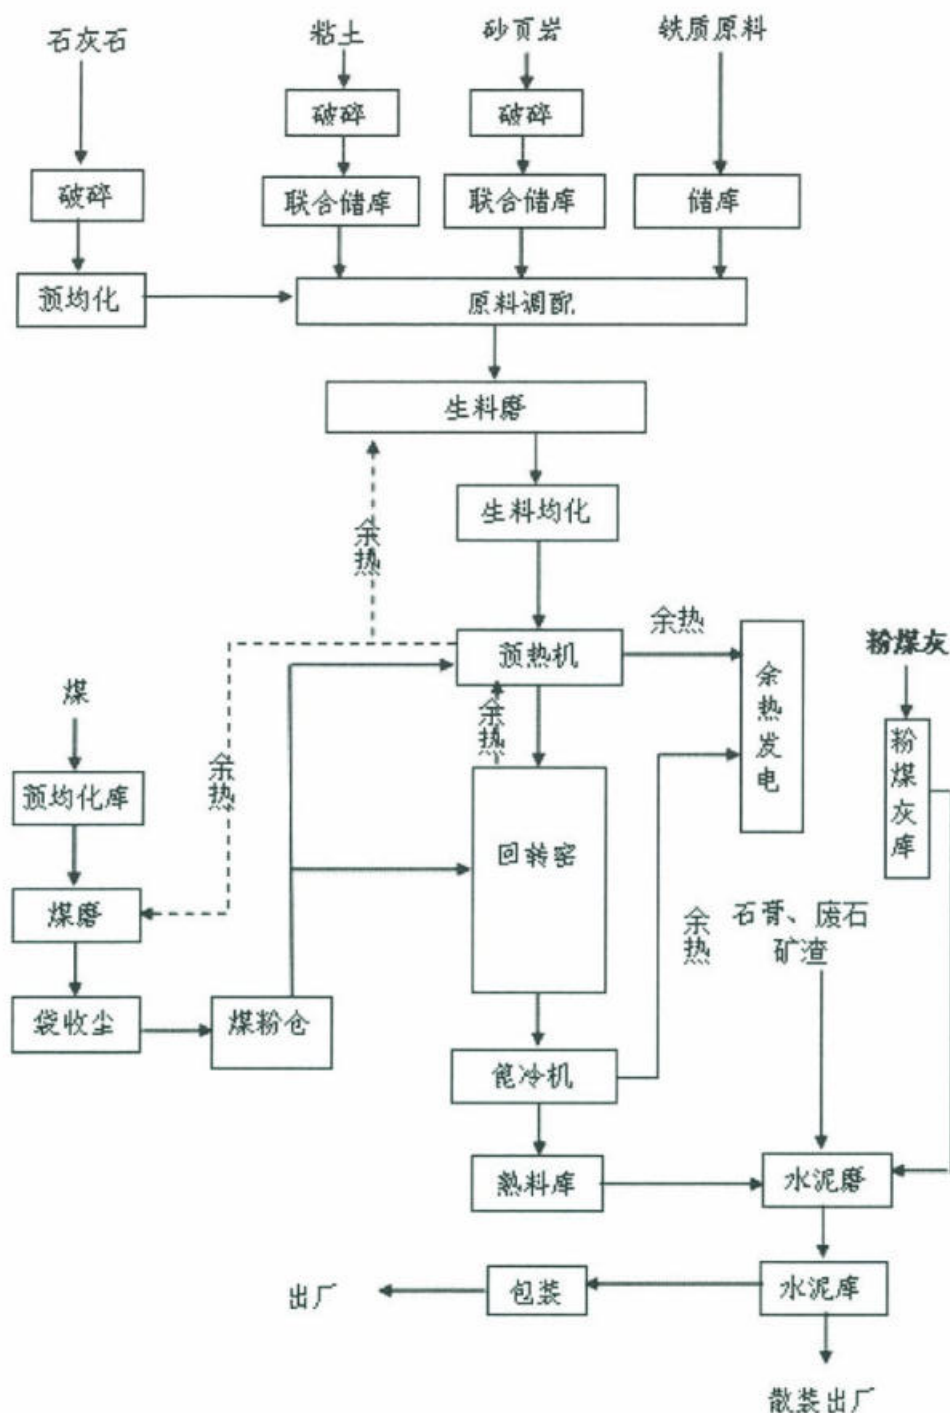 石灰石
粘土
砂页岩
铁质原料
破碎
破碎
破碎
联合储库
联合储库
储库
预均化
原料调配
生料磨
生料均化
余热
余热
预热机
余热发电
粉煤灰
粉煤灰库
煤
余热
余热
预均化库
回转窑
煤磨
余热
石膏、废石
矿渣
袋收尘
煤粉仓
篦冷机
熟料库
水泥磨
出厂
包装
水泥库
散装出厂